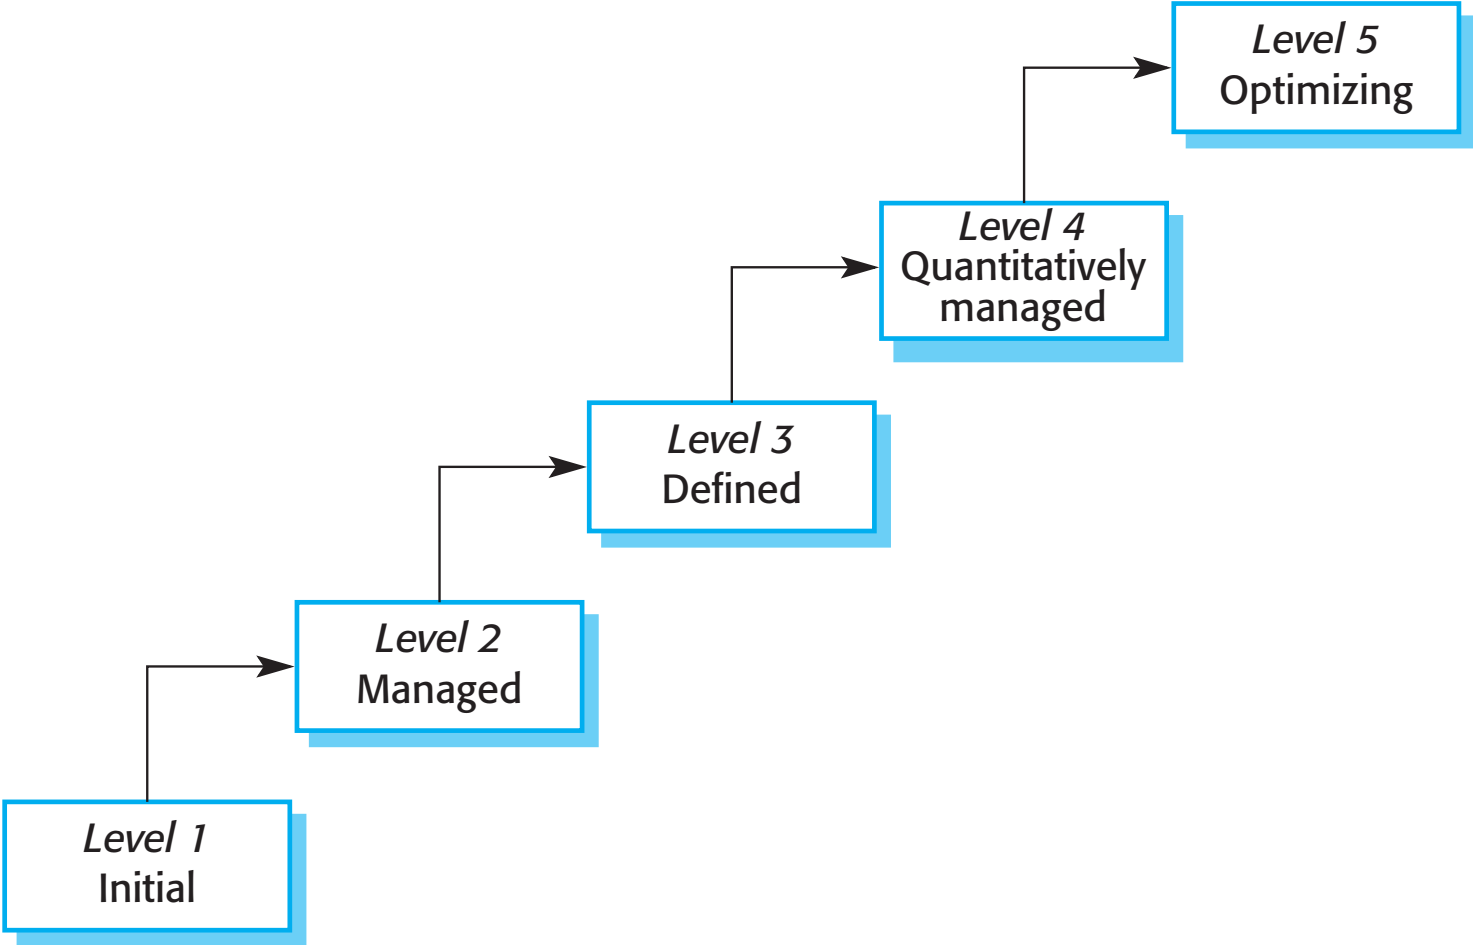 Level 5
Optimizing
Level 4
Quantitatively
managed
Level 3
Defined
Level 2
Managed
Level 1
Initial